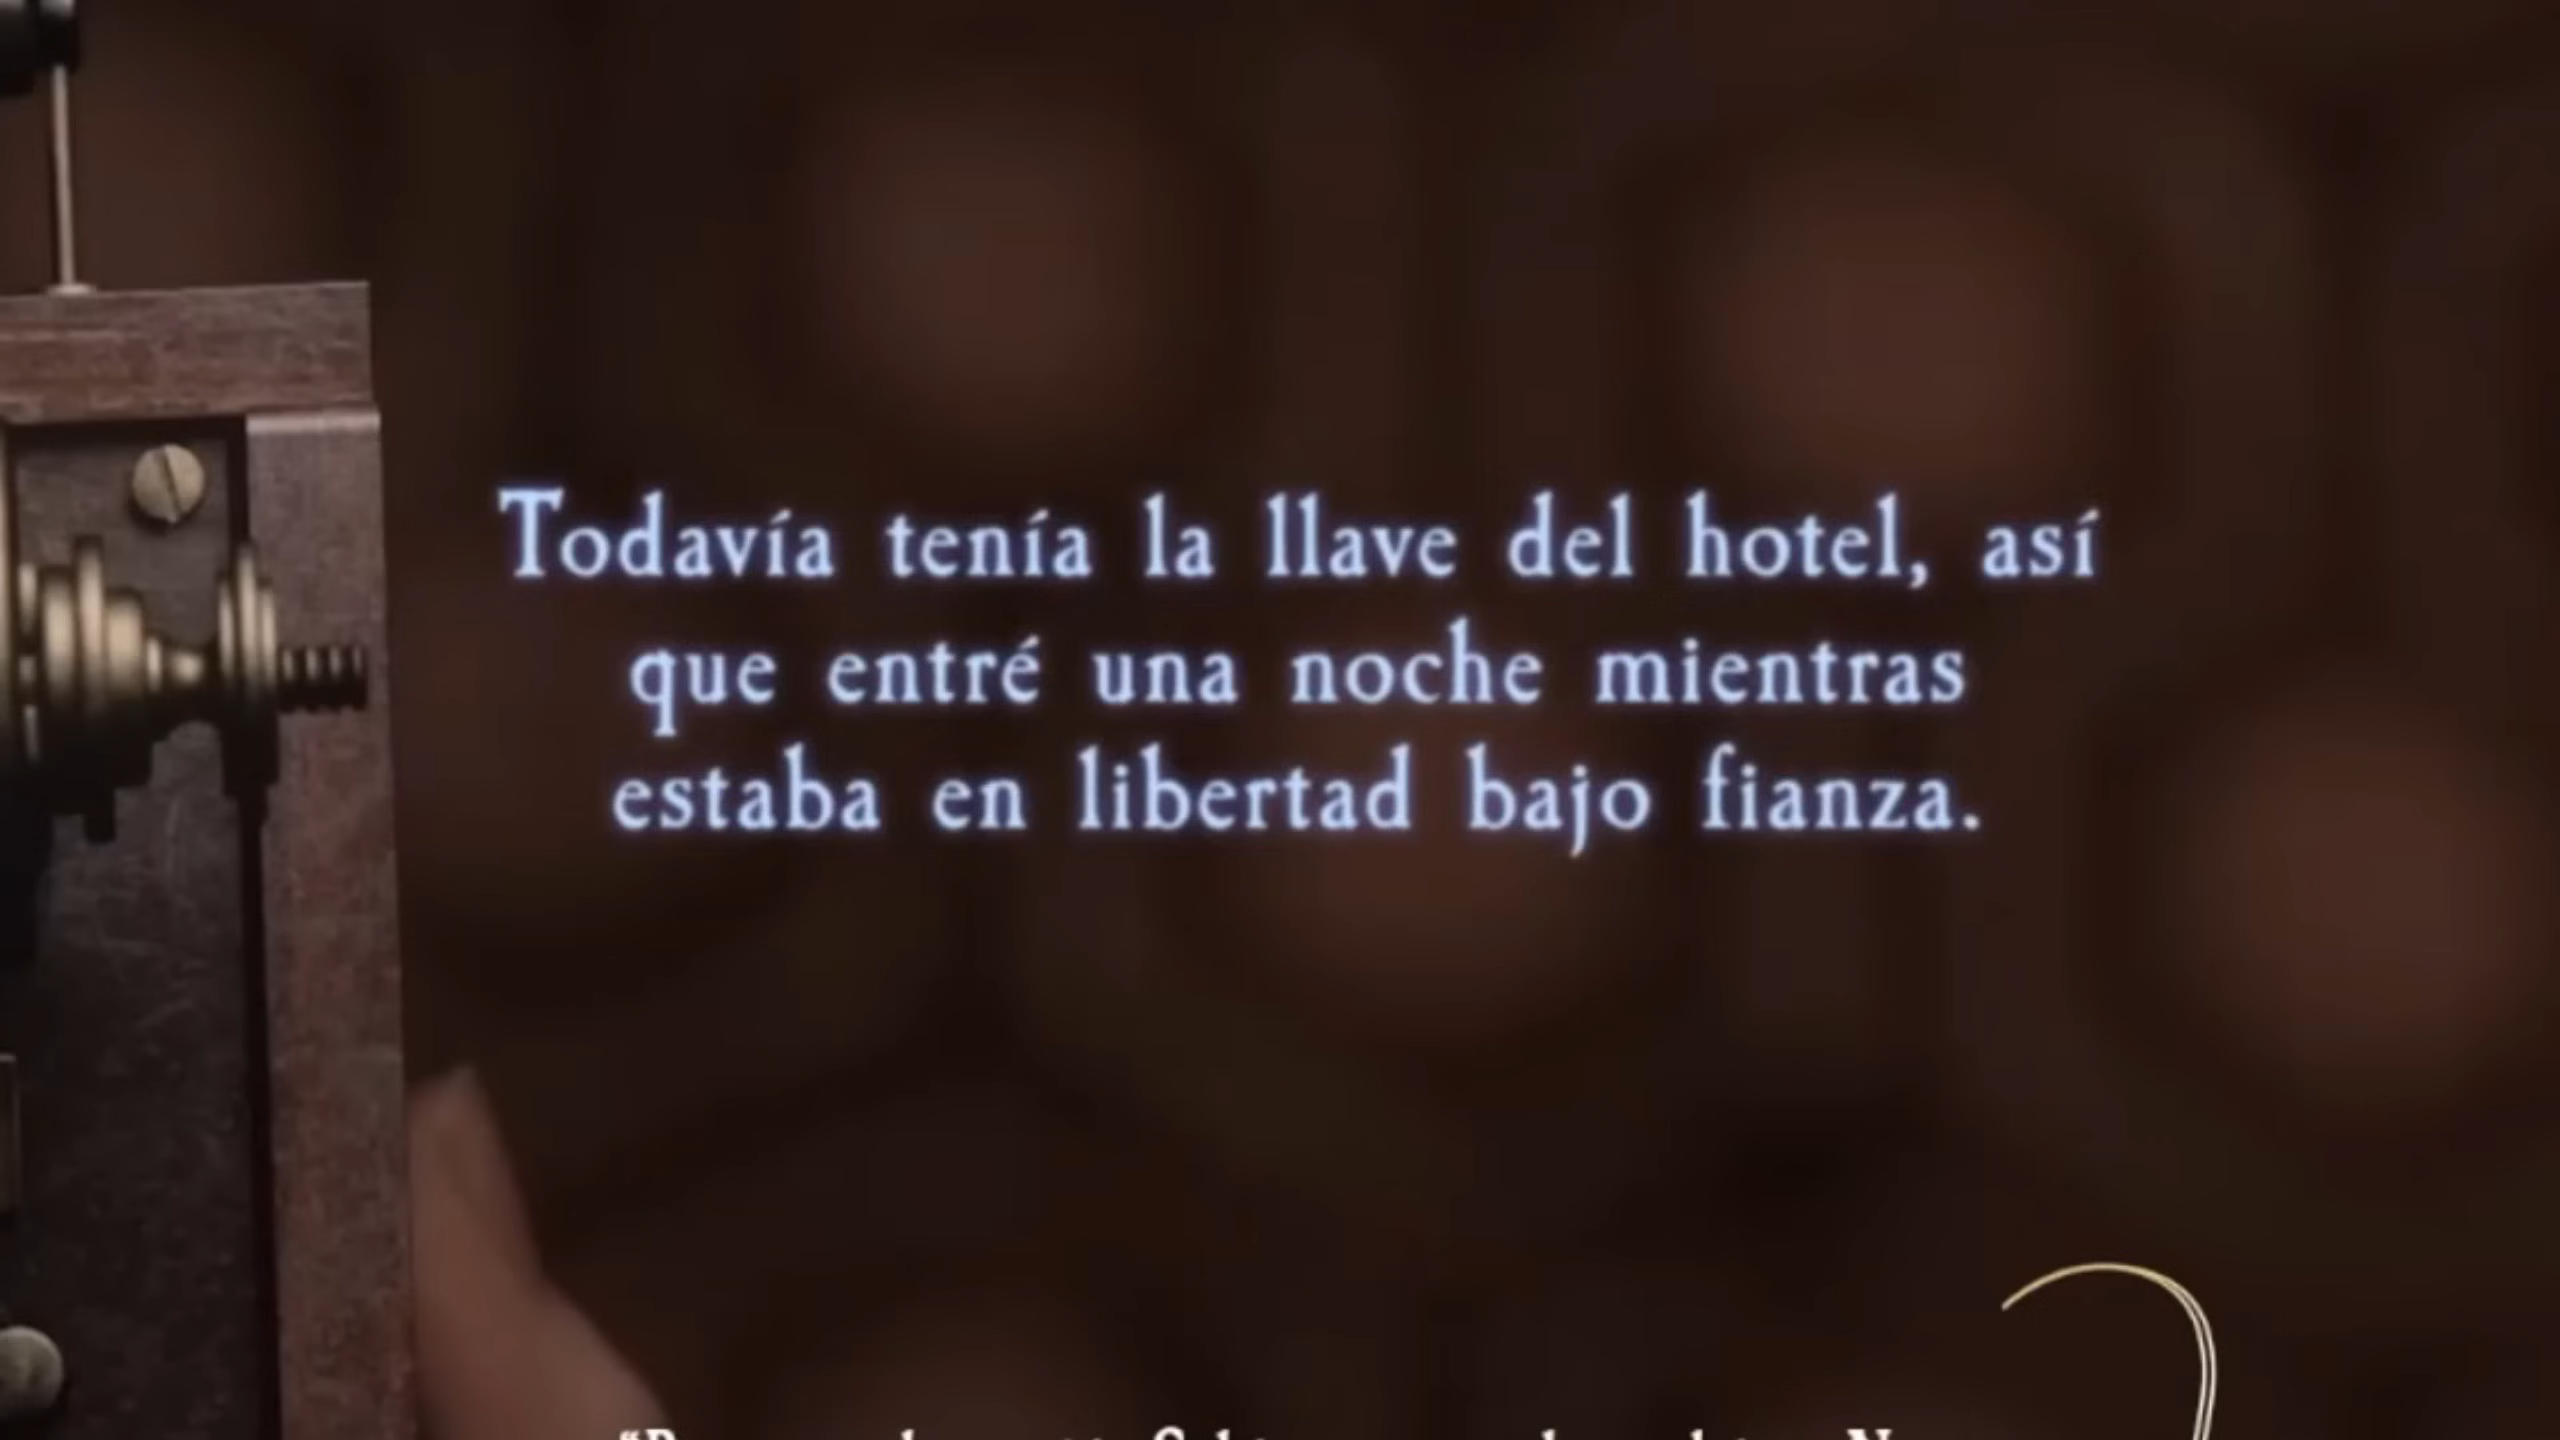 Todavía tenía la llave del hotel, así
que entré una noche mientras
estaba en libertad bajo fianza.